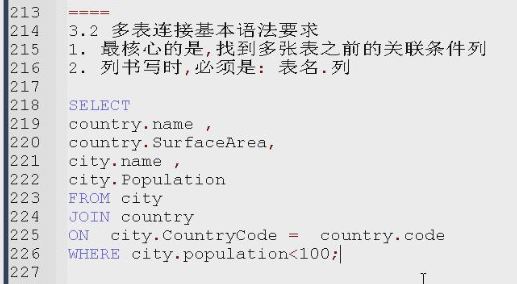 213 ====
214 3.2 多表连接基本语法要求
215 1. 最核心的是,找到多张表之前的关联条件列
216 2. 列书写时,必须是: 表名.列
217
218 SELECT
219 country.name ,
220 country.SurfaceArea,
221 city.name ,
222 city.Population
223 FROM city
224 JOIN country
225 ON  city.CountryCode =  country.code
226 WHERE city.population<100;
227